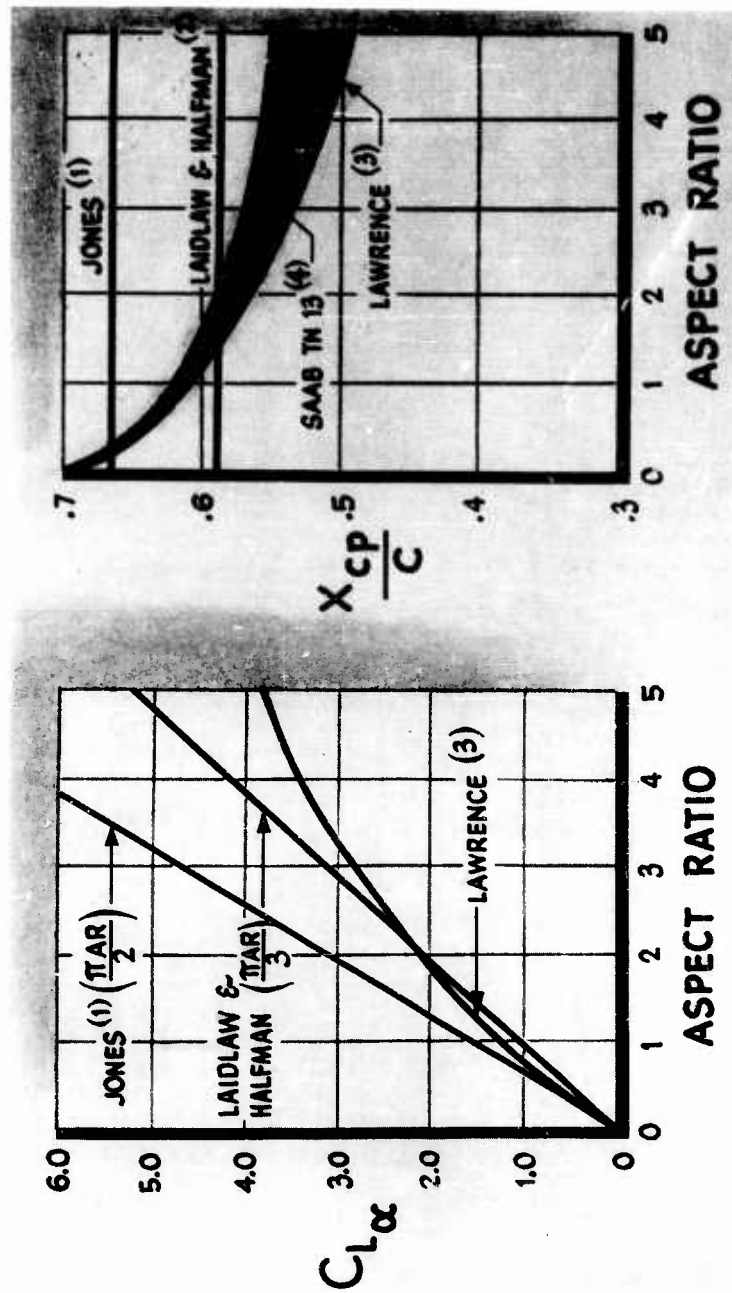 6.0
5.0
4.0
3.0
2.0
1.0
0
C Lα
JONES (1) (πAR/2)
LAIDLAW &
HALFMAN (πAR/3)
LAWRENCE (3)
0 1 2 3 4 5
ASPECT RATIO
.7
.6
.5
.4
.3
X cp / C
JONES (1)
LAIDLAW & HALFMAN (2)
SAAB TN 13 (4)
LAWRENCE (3)
0 1 2 3 4 5
ASPECT RATIO